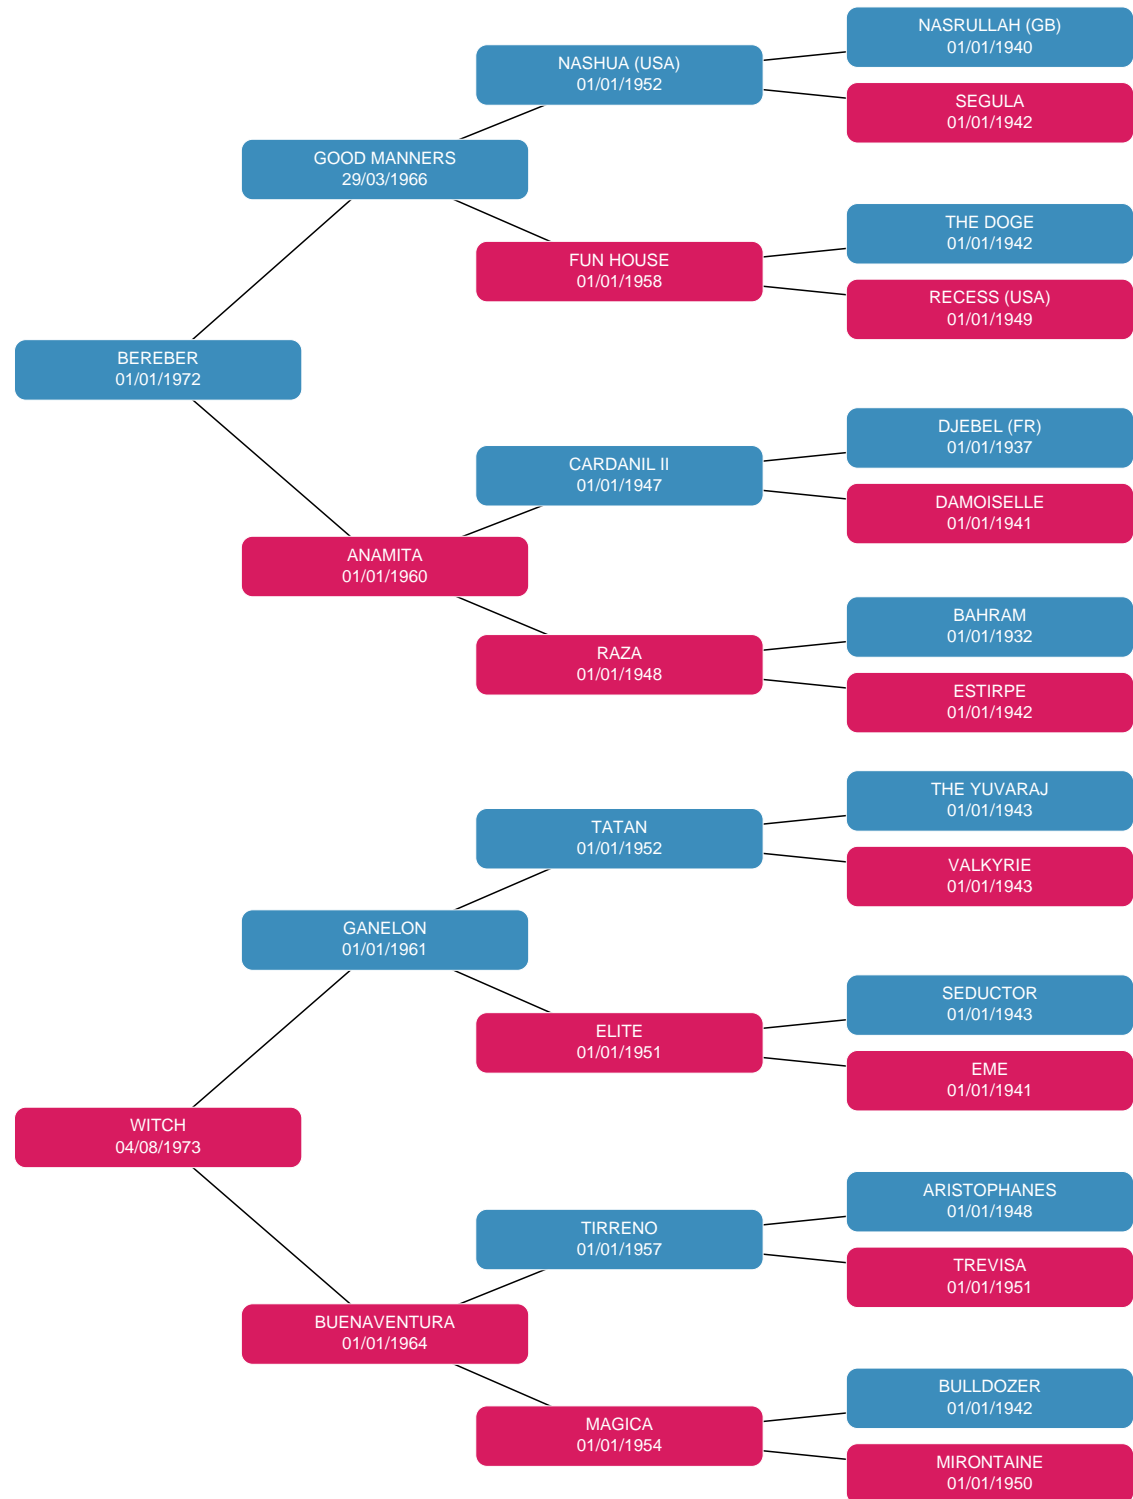 NASRULLAH (GB)
01/01/1940
NASHUA (USA)
01/01/1952
SEGULA
01/01/1942
GOOD MANNERS
29/03/1966
THE DOGE
01/01/1942
FUN HOUSE
01/01/1958
RECESS (USA)
01/01/1949
BEREBER
01/01/1972
DJEBEL (FR)
01/01/1937
CARDANIL II
01/01/1947
DAMOISELLE
01/01/1941
ANAMITA
01/01/1960
BAHRAM
01/01/1932
RAZA
01/01/1948
ESTIRPE
01/01/1942
THE YUVARAJ
01/01/1943
TATAN
01/01/1952
VALKYRIE
01/01/1943
GANELON
01/01/1961
SEDUCTOR
01/01/1943
ELITE
01/01/1951
EME
01/01/1941
WITCH
04/08/1973
ARISTOPHANES
01/01/1948
TIRRENO
01/01/1957
TREVISA
01/01/1951
BUENAVENTURA
01/01/1964
BULLDOZER
01/01/1942
MAGICA
01/01/1954
MIRONTAINE
01/01/1950